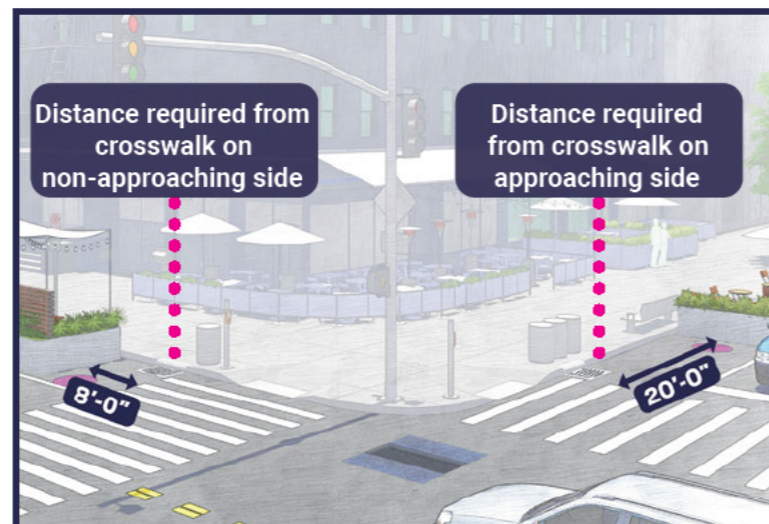 Distance required from
crosswalk on
non-approaching side
Distance required
from crosswalk on
approaching side
8'-0"
20'-0"